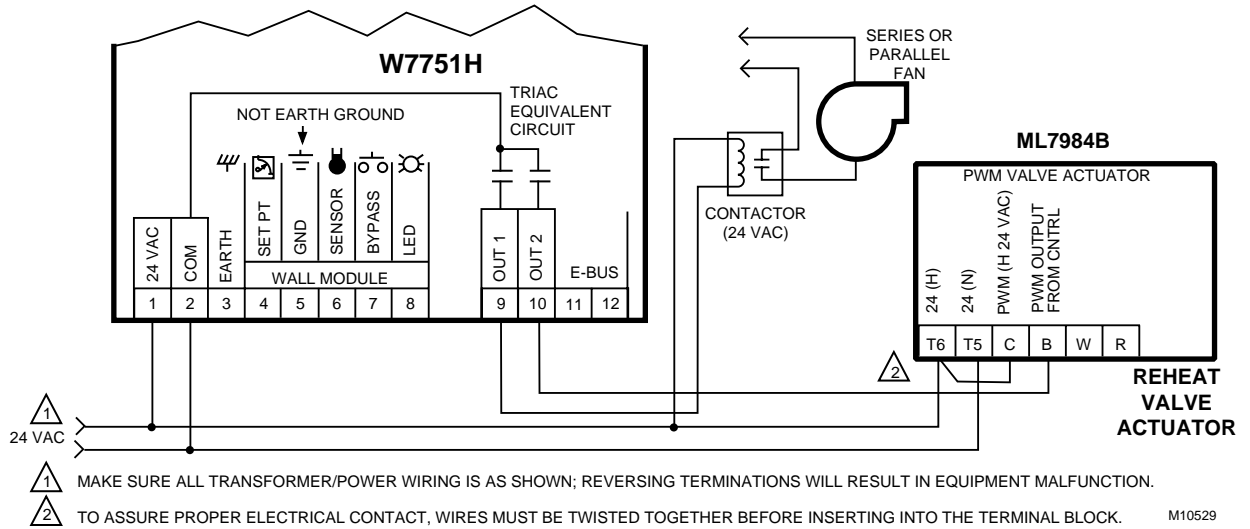 W7751H
TRIAC
EQUIVALENT
CIRCUIT
NOT EARTH GROUND
24 VAC
COM
EARTH
SET PT
GND
SENSOR
BYPASS
LED
WALL MODULE
OUT 1
OUT 2
E-BUS
1 2 3 4 5 6 7 8 9 10 11 12
SERIES OR
PARALLEL
FAN
CONTACTOR
(24 VAC)
ML7984B
PWM VALVE ACTUATOR
24 (H)
24 (N)
PWM (H 24 VAC)
PWM OUTPUT
FROM CNTRL
T6 T5 C B W R
2
REHEAT
VALVE
ACTUATOR
1
24 VAC
1 MAKE SURE ALL TRANSFORMER/POWER WIRING IS AS SHOWN; REVERSING TERMINATIONS WILL RESULT IN EQUIPMENT MALFUNCTION.
2 TO ASSURE PROPER ELECTRICAL CONTACT, WIRES MUST BE TWISTED TOGETHER BEFORE INSERTING INTO THE TERMINAL BLOCK.
M10529